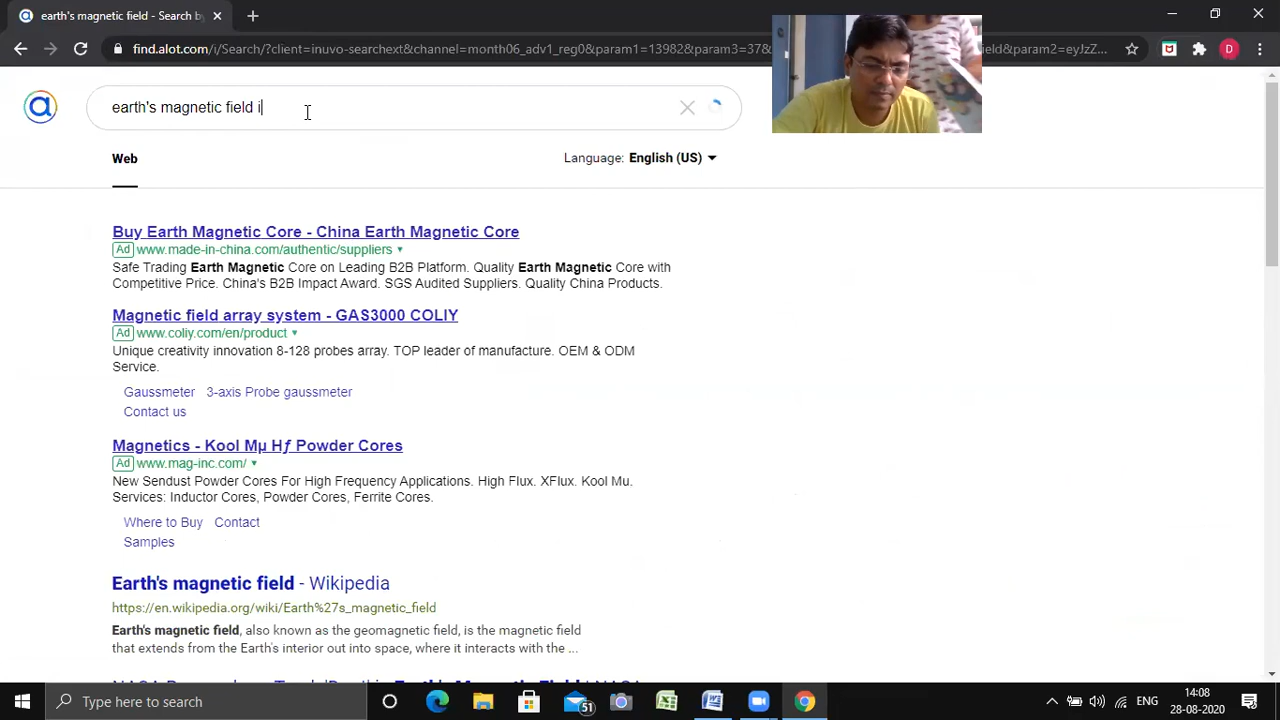 earth's magnetic field - Search b
find.alot.com/i/Search/?client=inuvo-searchext&channel=month06_adv1_reg0&param1=13982&param3=37&
ield&param2=eyJzZ...
D
earth's magnetic field i
Web
Language: English (US)
Buy Earth Magnetic Core - China Earth Magnetic Core
Ad www.made-in-china.com/authentic/suppliers
Safe Trading Earth Magnetic Core on Leading B2B Platform. Quality Earth Magnetic Core with
Competitive Price. China's B2B Impact Award. SGS Audited Suppliers. Quality China Products.
Magnetic field array system - GAS3000 COLIY
Ad www.coliy.com/en/product
Unique creativity innovation 8-128 probes array. TOP leader of manufacture. OEM & ODM
Service.
Gaussmeter 3-axis Probe gaussmeter
Contact us
Magnetics - Kool Mµ Hƒ Powder Cores
Ad www.mag-inc.com/
New Sendust Powder Cores For High Frequency Applications. High Flux. XFlux. Kool Mu.
Services: Inductor Cores, Powder Cores, Ferrite Cores.
Where to Buy Contact
Samples
Earth's magnetic field - Wikipedia
https://en.wikipedia.org/wiki/Earth%27s_magnetic_field
Earth's magnetic field, also known as the geomagnetic field, is the magnetic field
that extends from the Earth's interior out into space, where it interacts with the ...
Type here to search
51
ENG
14:08
28-08-2020